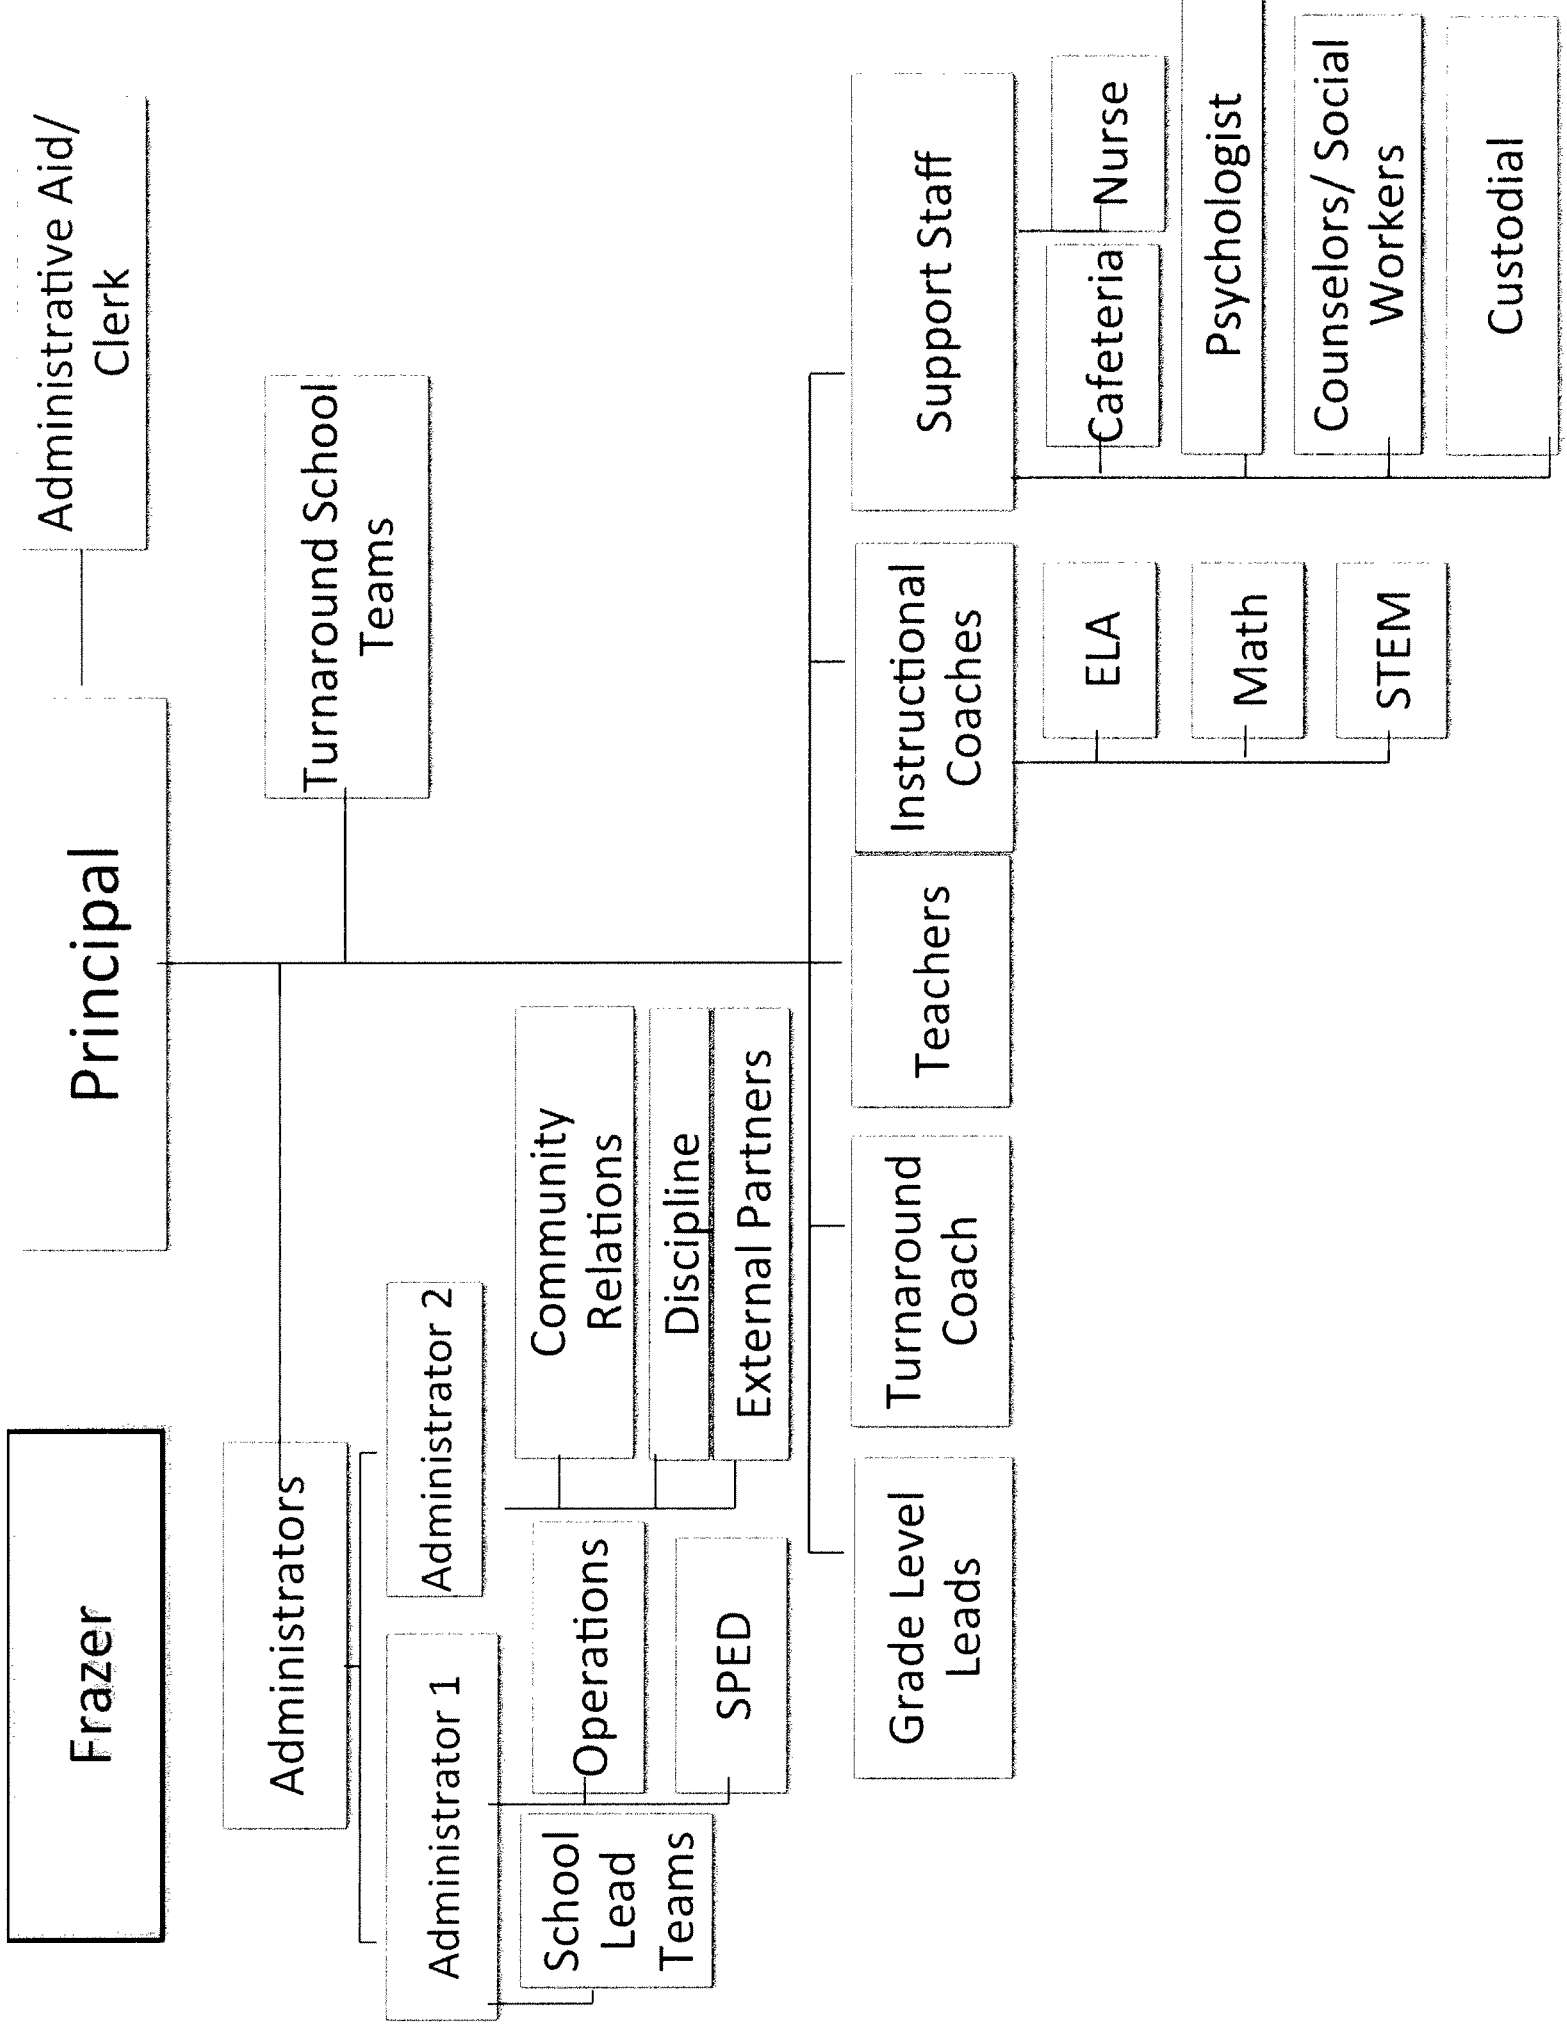 Frazer
Principal
Administrative Aid/
Clerk
Administrators
Turnaround School
Teams
Administrator 1
Administrator 2
School
Lead
Teams
Operations
SPED
Community
Relations
Discipline
External Partners
Grade Level
Leads
Turnaround
Coach
Teachers
Instructional
Coaches
Support Staff
ELA
Math
STEM
Cafeteria
Nurse
Psychologist
Counselors/ Social
Workers
Custodial